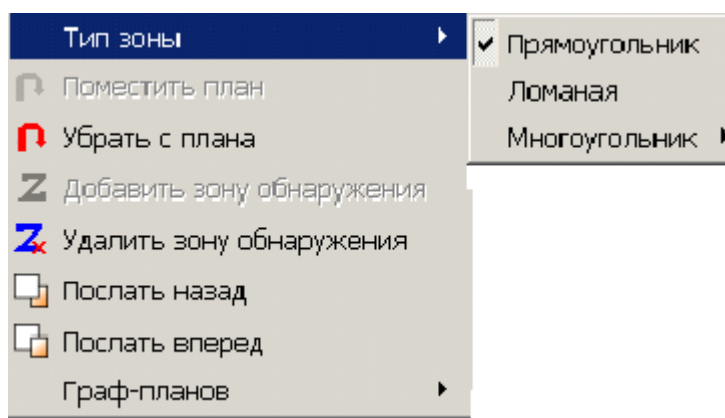 Тип зоны
Прямоугольник
Поместить план
Ломаная
Убрать с плана
Многоугольник
Добавить зону обнаружения
Удалить зону обнаружения
Послать назад
Послать вперед
Граф-планов